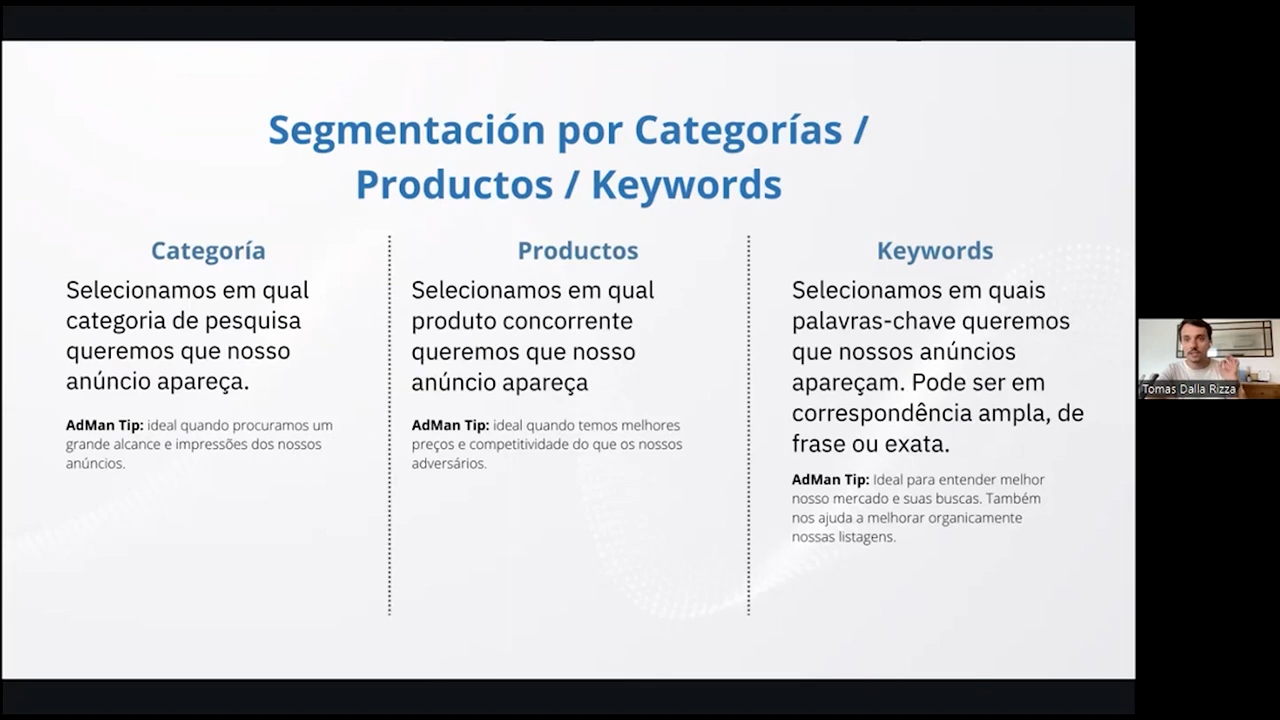 Segmentación por Categorías /
Productos / Keywords
Categoría
Selecionamos em qual
categoria de pesquisa
queremos que nosso
anúncio apareça.
AdMan Tip: ideal quando procuramos um
grande alcance e impressões dos nossos
anúncios.
Productos
Selecionamos em qual
produto concorrente
queremos que nosso
anúncio apareça
AdMan Tip: ideal quando temos melhores
preços e competitividade do que os nossos
adversários.
Keywords
Selecionamos em quais
palavras-chave queremos
que nossos anúncios
apareçam. Pode ser em
correspondência ampla, de
frase ou exata.
AdMan Tip: Ideal para entender melhor
nosso mercado e suas buscas. Também
nos ajuda a melhorar organicamente
nossas listagens.
Tomas Dalla Rizza